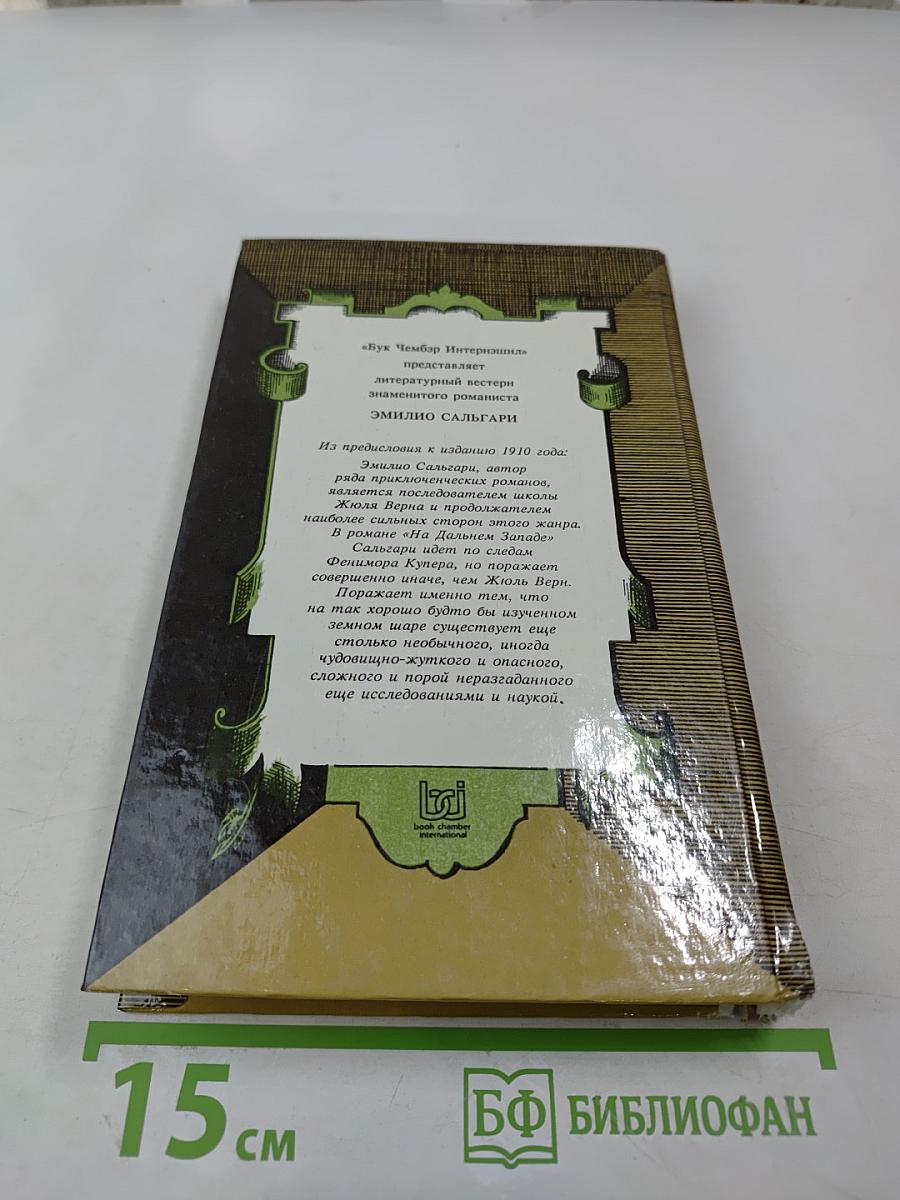 «Бук Чембэр Интернэшнл»
представляет
литературный вестерн
знаменитого романиста
ЭМИЛИО САЛЬГАРИ
Из предисловия к изданию 1910 года:
Эмилио Сальгари, автор
ряда приключенческих романов,
является последователем школы
Жюля Верна и продолжателем
наиболее сильных сторон этого жанра.
В романе «На Дальнем Западе»
Сальгари идет по следам
Фенимора Купера, но поражает
совершенно иначе, чем Жюль Верн.
Поражает именно тем, что
на так хорошо будто бы изученном
земном шаре существует еще
столько необычного, иногда
чудовищно-жуткого и опасного,
сложного и порой неразгаданного
еще исследованиями и наукой.
bci
book chamber
international
15 см
БФ БИБЛИОФАН